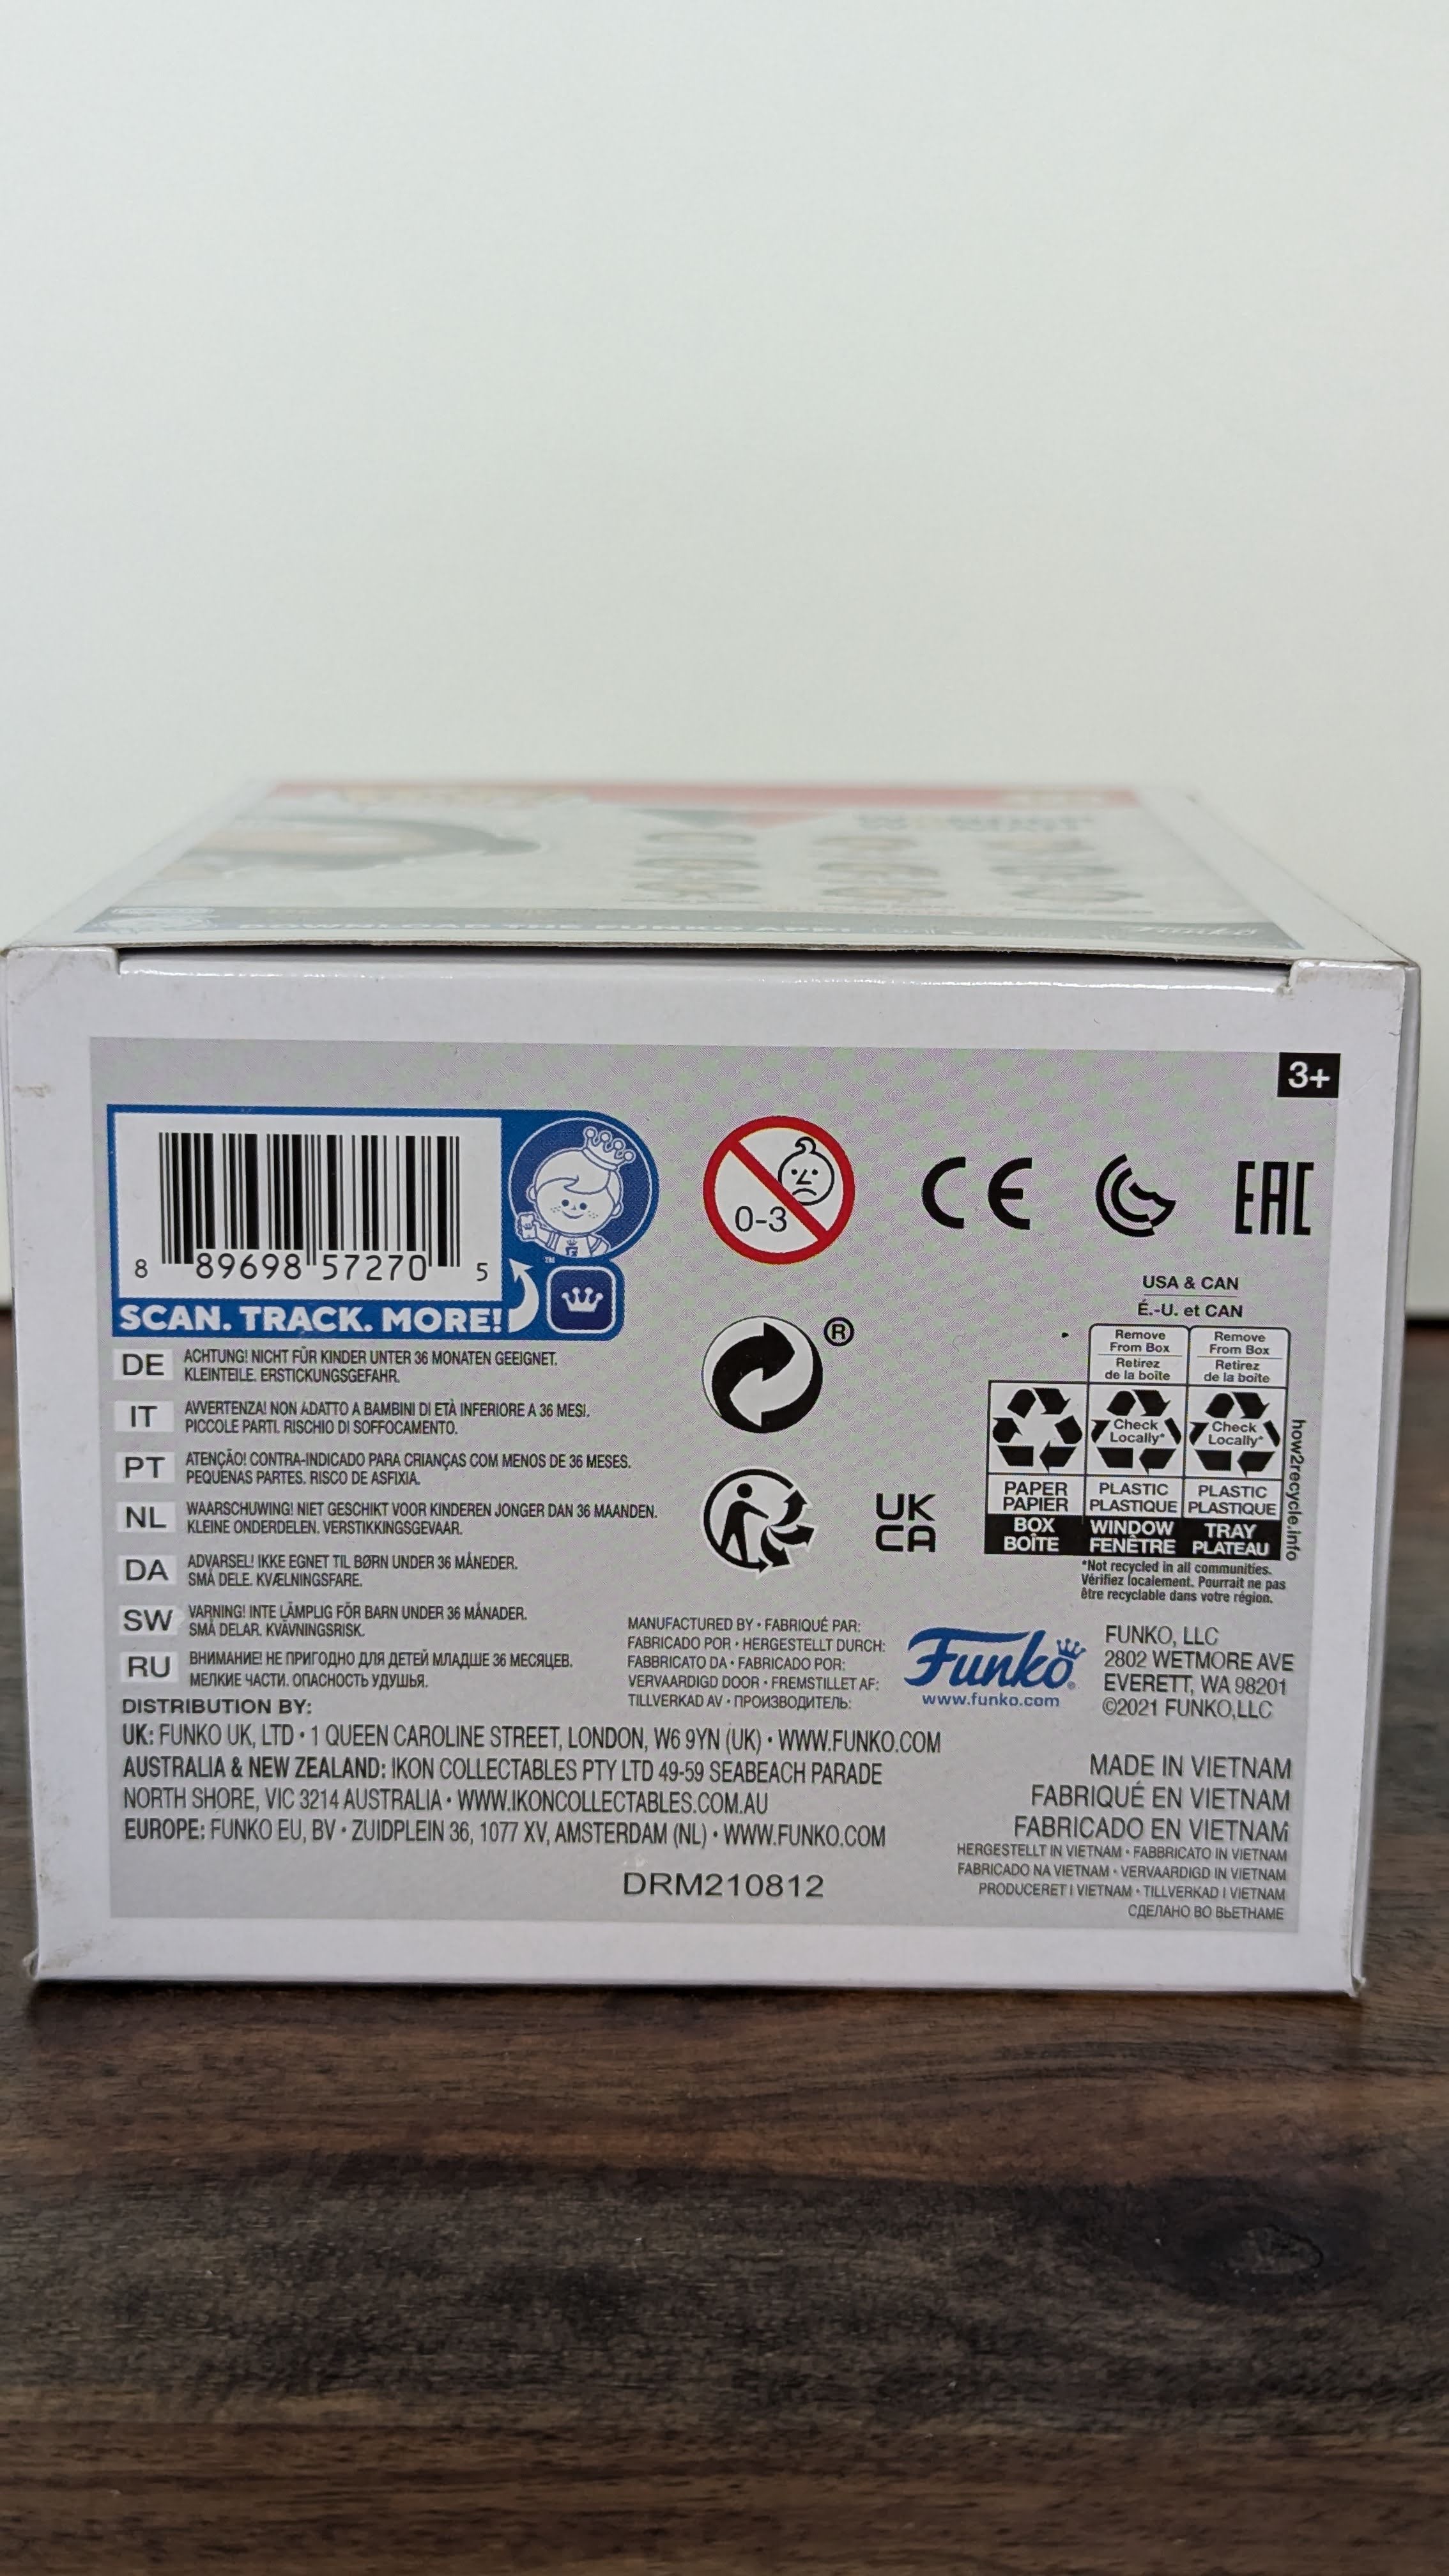 DOWNLOAD THE FUNKO APP!
3+
8 89698 57270 5
SCAN. TRACK. MORE!
™
0-3
CE
EAC
®
UK
CA
USA & CAN
É.-U. et CAN
Remove
From Box
Retirez
de la boîte
Remove
From Box
Retirez
de la boîte
Check
Locally*
Check
Locally*
PAPER
PAPIER
PLASTIC
PLASTIQUE
PLASTIC
PLASTIQUE
BOX
BOÎTE
WINDOW
FENÊTRE
TRAY
PLATEAU
how2recycle.info
*Not recycled in all communities.
Vérifiez localement. Pourrait ne pas
être recyclable dans votre région.
DE ACHTUNG! NICHT FÜR KINDER UNTER 36 MONATEN GEEIGNET.
KLEINTEILE. ERSTICKUNGSGEFAHR.
IT AVVERTENZA! NON ADATTO A BAMBINI DI ETÀ INFERIORE A 36 MESI.
PICCOLE PARTI. RISCHIO DI SOFFOCAMENTO.
PT ATENÇÃO! CONTRA-INDICADO PARA CRIANÇAS COM MENOS DE 36 MESES.
PEQUENAS PARTES. RISCO DE ASFIXIA.
NL WAARSCHUWING! NIET GESCHIKT VOOR KINDEREN JONGER DAN 36 MAANDEN.
KLEINE ONDERDELEN. VERSTIKKINGSGEVAAR.
DA ADVARSEL! IKKE EGNET TIL BØRN UNDER 36 MÅNEDER.
SMÅ DELE. KVÆLNINGSFARE.
SW VARNING! INTE LÄMPLIG FÖR BARN UNDER 36 MÅNADER.
SMÅ DELAR. KVÄVNINGSRISK.
RU ВНИМАНИЕ! НЕ ПРИГОДНО ДЛЯ ДЕТЕЙ МЛАДШЕ 36 МЕСЯЦЕВ.
МЕЛКИЕ ЧАСТИ. ОПАСНОСТЬ УДУШЬЯ.
MANUFACTURED BY • FABRIQUÉ PAR:
FABRICADO POR • HERGESTELLT DURCH:
FABBRICATO DA • FABRICADO POR:
VERVAARDIGD DOOR • FREMSTILLET AF:
TILLVERKAD AV • ПРОИЗВОДИТЕЛЬ:
Funko®
www.funko.com
FUNKO, LLC
2802 WETMORE AVE
EVERETT, WA 98201
©2021 FUNKO,LLC
DISTRIBUTION BY:
UK: FUNKO UK, LTD • 1 QUEEN CAROLINE STREET, LONDON, W6 9YN (UK) • WWW.FUNKO.COM
AUSTRALIA & NEW ZEALAND: IKON COLLECTABLES PTY LTD 49-59 SEABEACH PARADE
NORTH SHORE, VIC 3214 AUSTRALIA • WWW.IKONCOLLECTABLES.COM.AU
EUROPE: FUNKO EU, BV • ZUIDPLEIN 36, 1077 XV, AMSTERDAM (NL) • WWW.FUNKO.COM
DRM210812
MADE IN VIETNAM
FABRIQUÉ EN VIETNAM
FABRICADO EN VIETNAM
HERGESTELLT IN VIETNAM • FABBRICATO IN VIETNAM
FABRICADO NA VIETNAM • VERVAARDIGD IN VIETNAM
PRODUCERET I VIETNAM • TILLVERKAD I VIETNAM
СДЕЛАНО ВО ВЬЕТНАМЕ